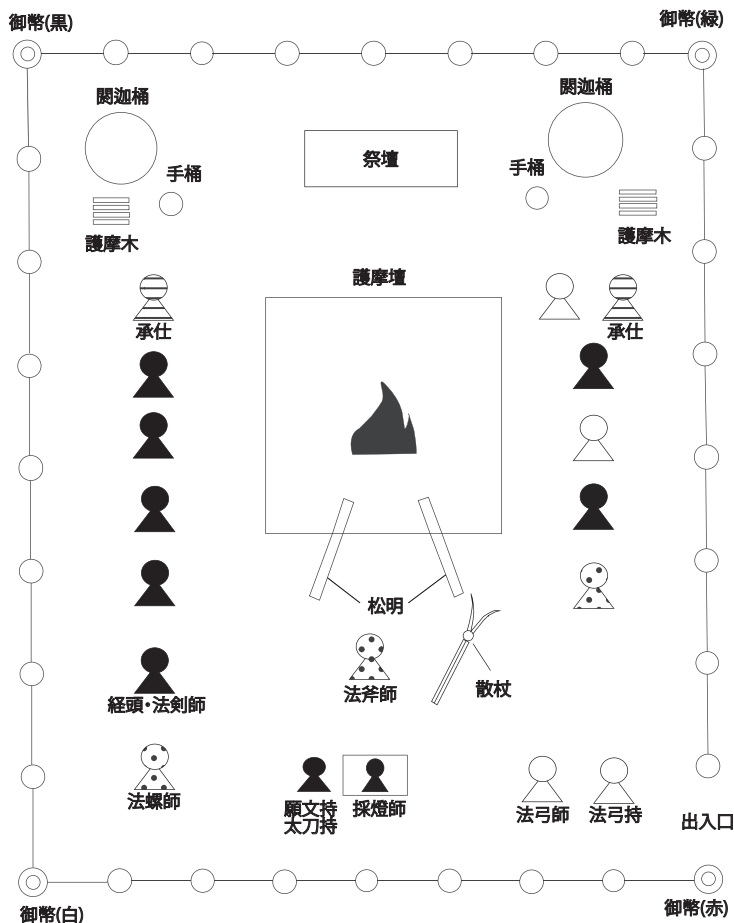 御幣(黒)
御幣(緑)
閼迦桶
閼迦桶
祭壇
手桶
手桶
護摩木
護摩木
護摩壇
承仕
承仕
松明
法斧師
散杖
経頭・法剣師
法螺師
願文持
太刀持
採燈師
法弓師
法弓持
出入口
御幣(白)
御幣(赤)